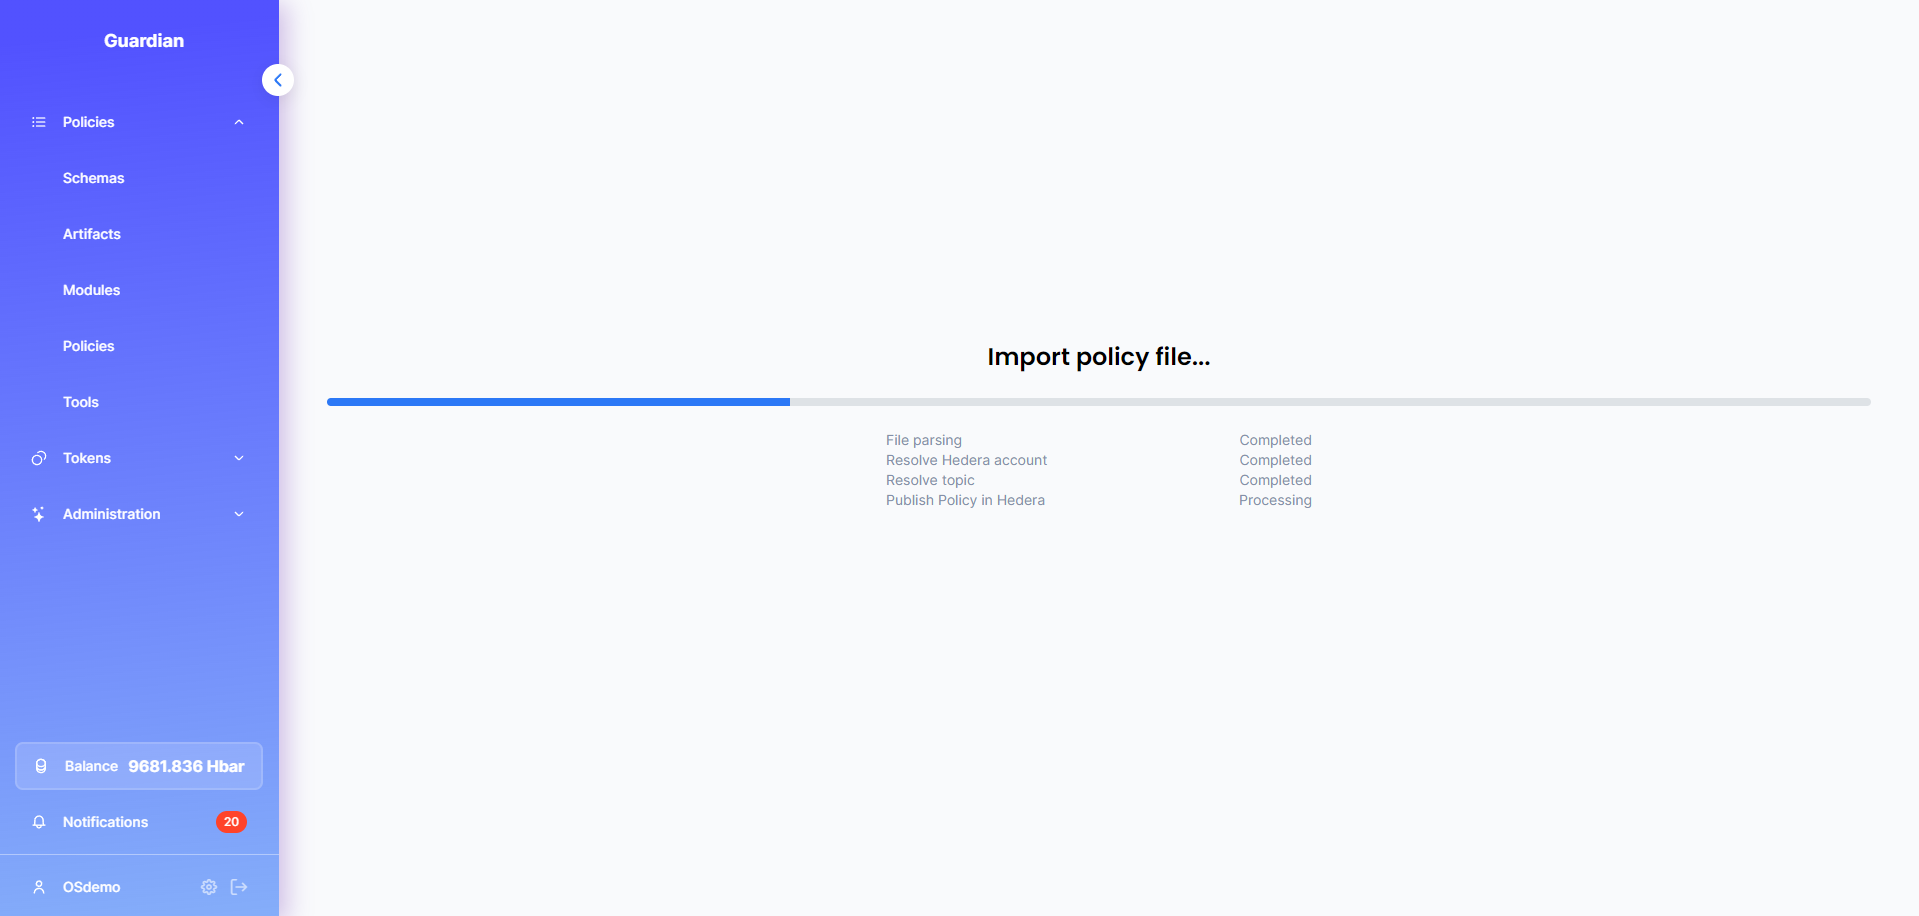 Guardian
Policies
Schemas
Artifacts
Modules
Policies
Tools
Tokens
Administration
Balance 9681.836 Hbar
Notifications 20
OSdemo
Import policy file...
File parsing Completed
Resolve Hedera account Completed
Resolve topic Completed
Publish Policy in Hedera Processing